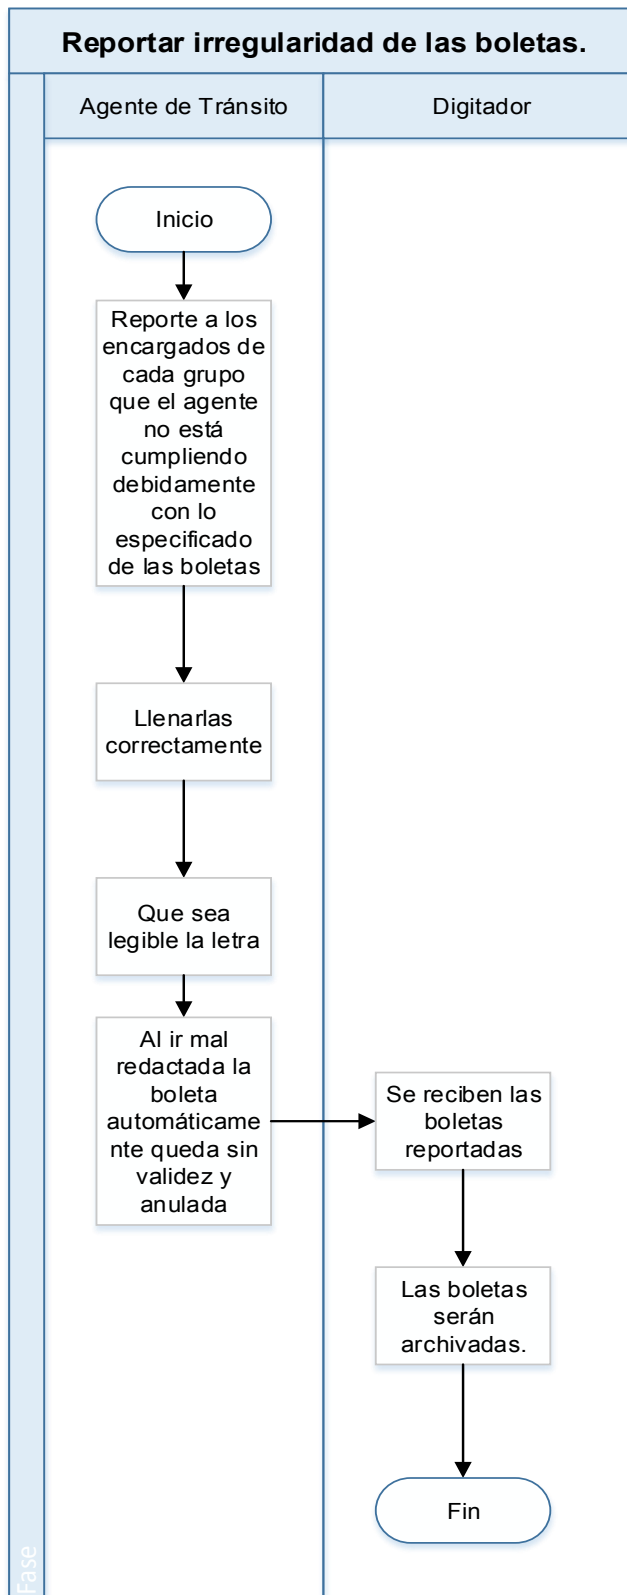 Reportar irregularidad de las boletas.
Agente de Tránsito
Digitador
Inicio
Reporte a los
encargados de
cada grupo
que el agente
no está
cumpliendo
debidamente
con lo
especificado
de las boletas
Llenarlas
correctamente
Que sea
legible la letra
Al ir mal
redactada la
boleta
automáticame
nte queda sin
validez y
anulada
Se reciben las
boletas
reportadas
Las boletas
serán
archivadas.
Fin
Fase